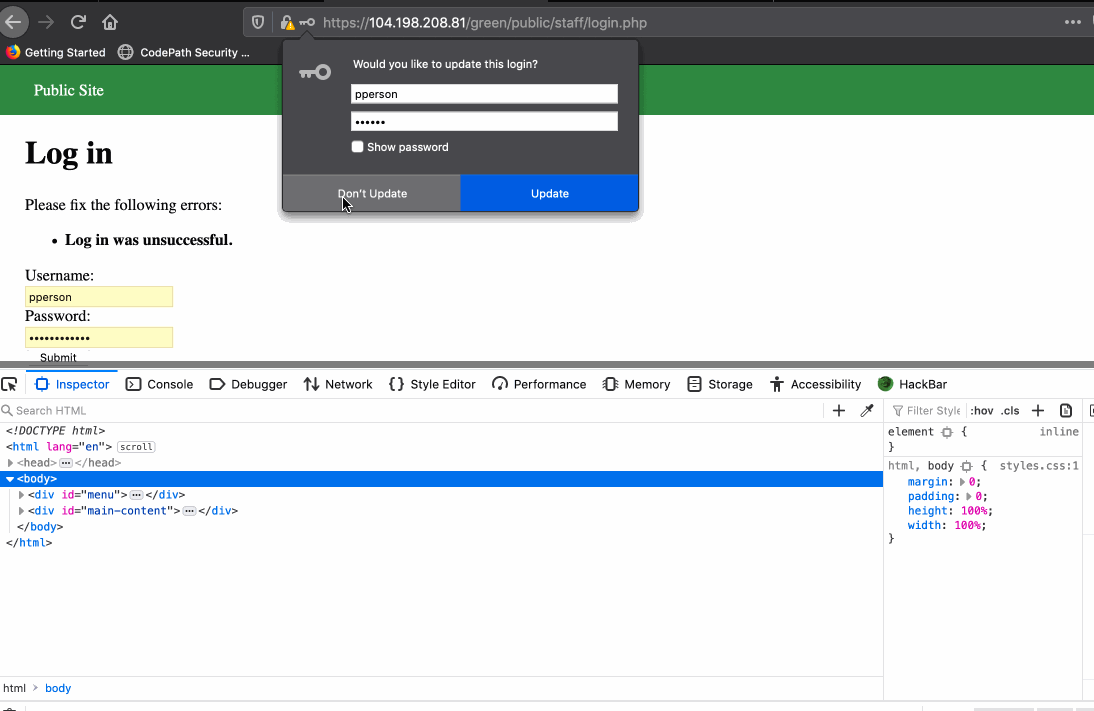 https://104.198.208.81/green/public/staff/login.php
Getting Started CodePath Security ...
Would you like to update this login?
pperson
••••••
Show password
Don't Update Update
Public Site
Log in
Please fix the following errors:
• Log in was unsuccessful.
Username:
pperson
Password:
••••••••••••
Submit
Inspector Console Debugger Network Style Editor Performance Memory Storage Accessibility HackBar
Search HTML
<!DOCTYPE html>
<html lang="en"> scroll
<head> ••• </head>
<body>
<div id="menu"> ••• </div>
<div id="main-content"> ••• </div>
</body>
</html>
Filter Style :hov .cls
element { inline
}
html, body { styles.css:1
margin: 0;
padding: 0;
height: 100%;
width: 100%;
}
html > body